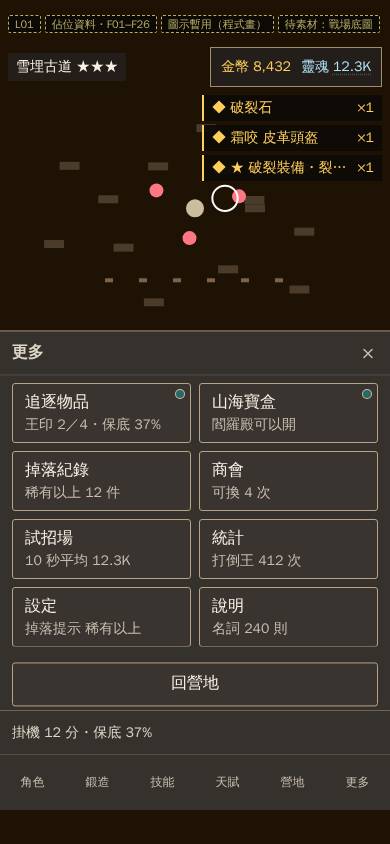 L01 佔位資料・F01–F26 圖示暫用（程式畫） 待素材：戰場底圖
雪埋古道 ★★★
金幣 8,432 靈魂 12.3K
◆ 破裂石 ×1
◆ 霜咬 皮革頭盔 ×1
◆ ★ 破裂裝備・裂… ×1
更多 ×
追逐物品
王印 2／4・保底 37%
山海寶盒
閻羅殿可以開
掉落紀錄
稀有以上 12 件
商會
可換 4 次
試招場
10 秒平均 12.3K
統計
打倒王 412 次
設定
掉落提示 稀有以上
說明
名詞 240 則
回營地
掛機 12 分・保底 37%
角色 鍛造 技能 天賦 營地 更多